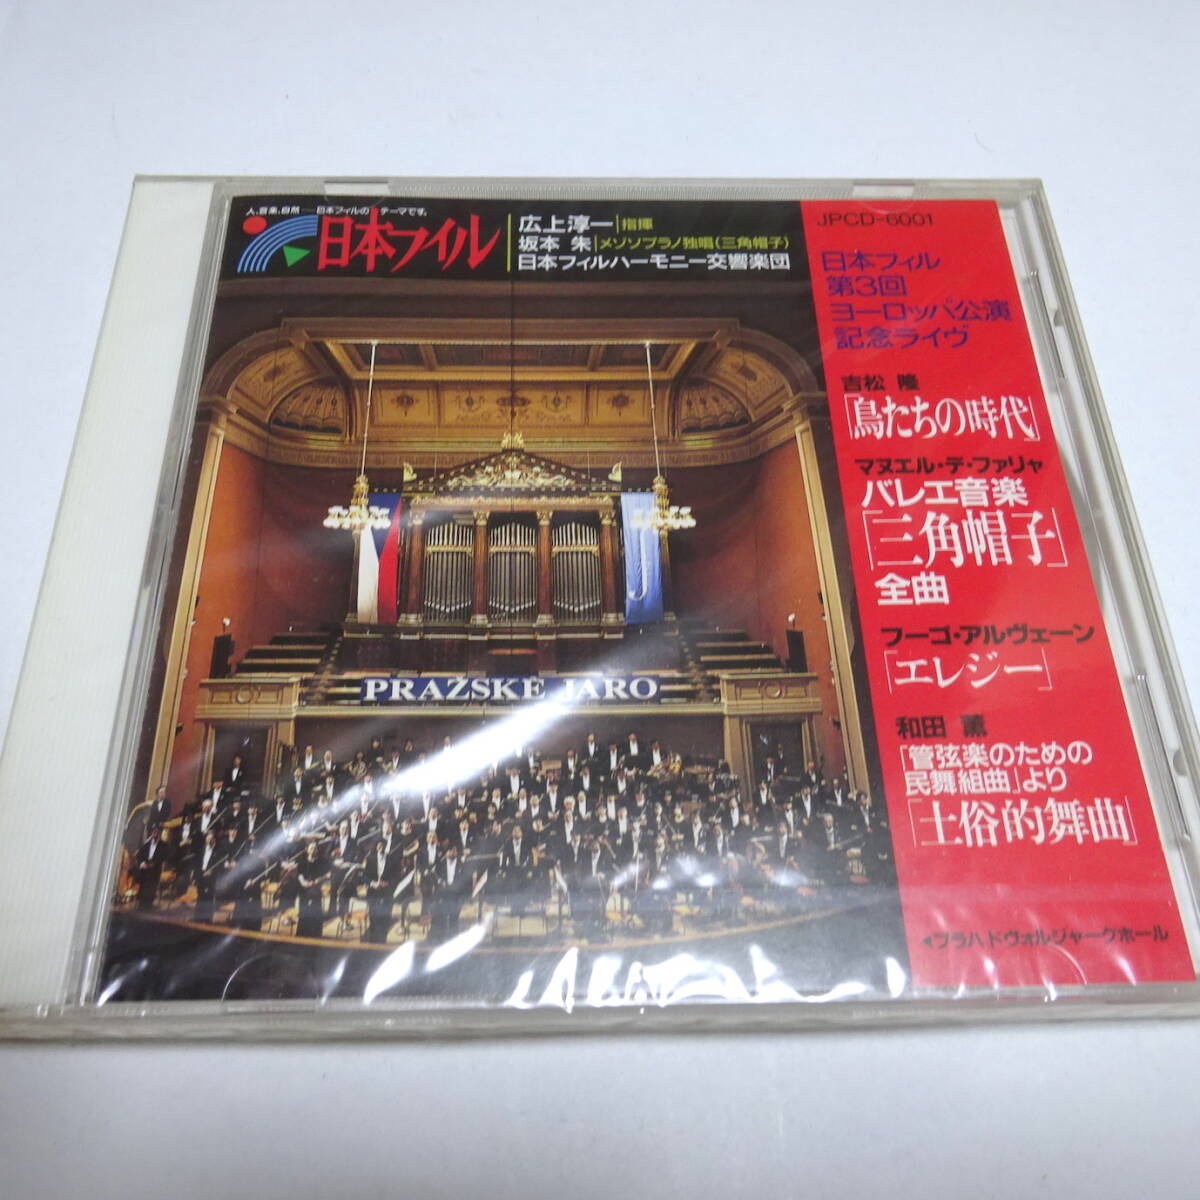 人、音楽、自然──日本フィルのテーマです。
日本フィル
広上淳一|指揮
坂本 朱|メゾソプラノ独唱(三角帽子)
日本フィルハーモニー交響楽団
JPCD-6001
日本フィル
第3回
ヨーロッパ公演
記念ライヴ
吉松 隆
「鳥たちの時代」
マヌエル・デ・ファリャ
バレエ音楽
「三角帽子」
全曲
フーゴ・アルヴェーン
「エレジー」
和田 薫
「管弦楽のための
民舞組曲」より
「土俗的舞曲」
◀プラハ ドヴォルジャークホール
PRAŽSKÉ JARO